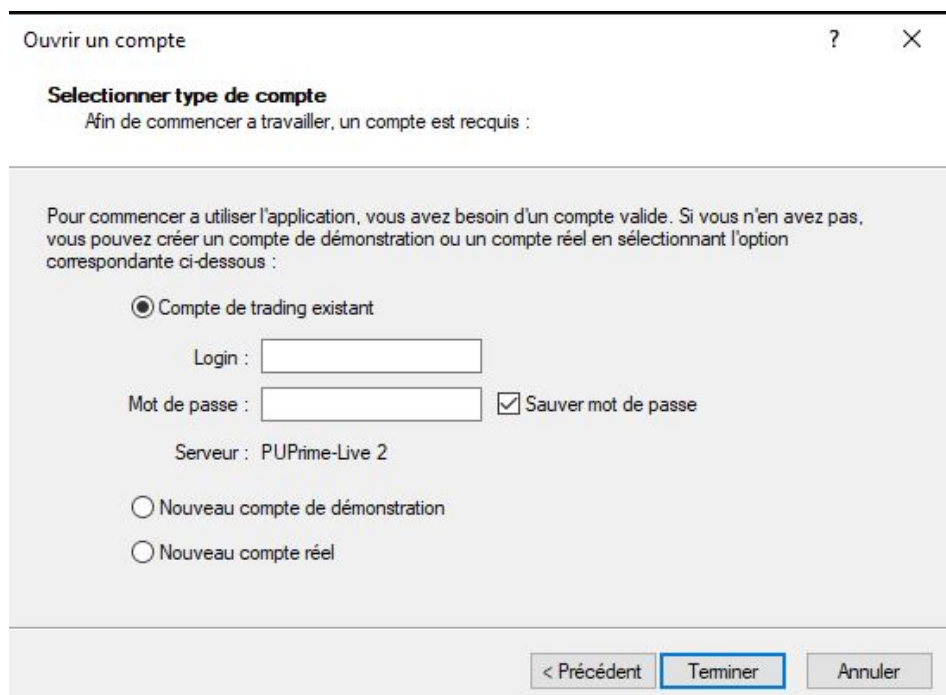 Ouvrir un compte
?
Selectionner type de compte
Afin de commencer a travailler, un compte est recquis :
Pour commencer a utiliser l'application, vous avez besoin d'un compte valide. Si vous n'en avez pas,
vous pouvez créer un compte de démonstration ou un compte réel en sélectionnant l'option
correspondante ci-dessous :
Compte de trading existant
Login :
Mot de passe :
Sauver mot de passe
Serveur : PUPrime-Live 2
Nouveau compte de démonstration
Nouveau compte réel
< Précédent
Terminer
Annuler